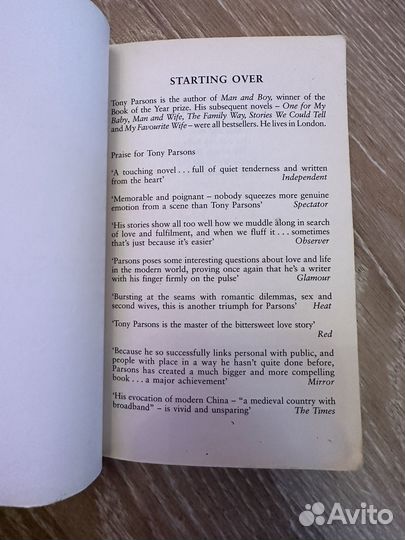 STARTING OVER
Tony Parsons is the author of Man and Boy, winner of the
Book of the Year prize. His subsequent novels – One for My
Baby, Man and Wife, The Family Way, Stories We Could Tell
and My Favourite Wife – were all bestsellers. He lives in London.
Praise for Tony Parsons
‘A touching novel . . . full of quiet tenderness and written
from the heart’ Independent
‘Memorable and poignant – nobody squeezes more genuine
emotion from a scene than Tony Parsons’ Spectator
‘His stories show all too well how we muddle along in search
of love and fulfilment, and when we fluff it . . . sometimes
that’s just because it’s easier’ Observer
‘Parsons poses some interesting questions about love and life
in the modern world, proving once again that he’s a writer
with his finger firmly on the pulse’ Glamour
‘Bursting at the seams with romantic dilemmas, sex and
second wives, this is another triumph for Parsons’ Heat
‘Tony Parsons is the master of the bittersweet love story’
Red
‘Because he so successfully links personal with public, and
people with place in a way he hasn’t quite done before,
Parsons has created a much bigger and more compelling
book . . . a major achievement’ Mirror
‘His evocation of modern China – “a medieval country with
broadband” – is vivid and unsparing’ The Times
Avito